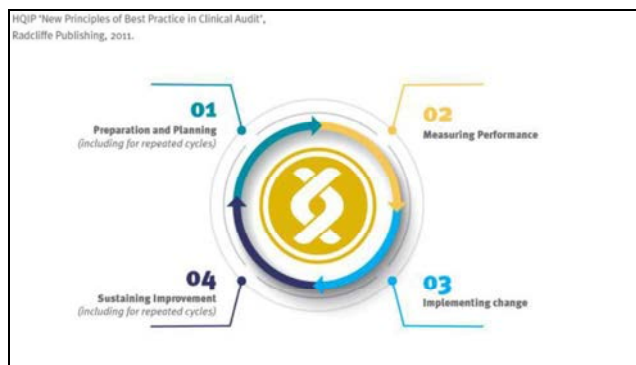 HQIP ‘New Principles of Best Practice in Clinical Audit’,
Radcliffe Publishing, 2011.
01
Preparation and Planning
(including for repeated cycles)
02
Measuring Performance
04
Sustaining Improvement
(including for repeated cycles)
03
Implementing change